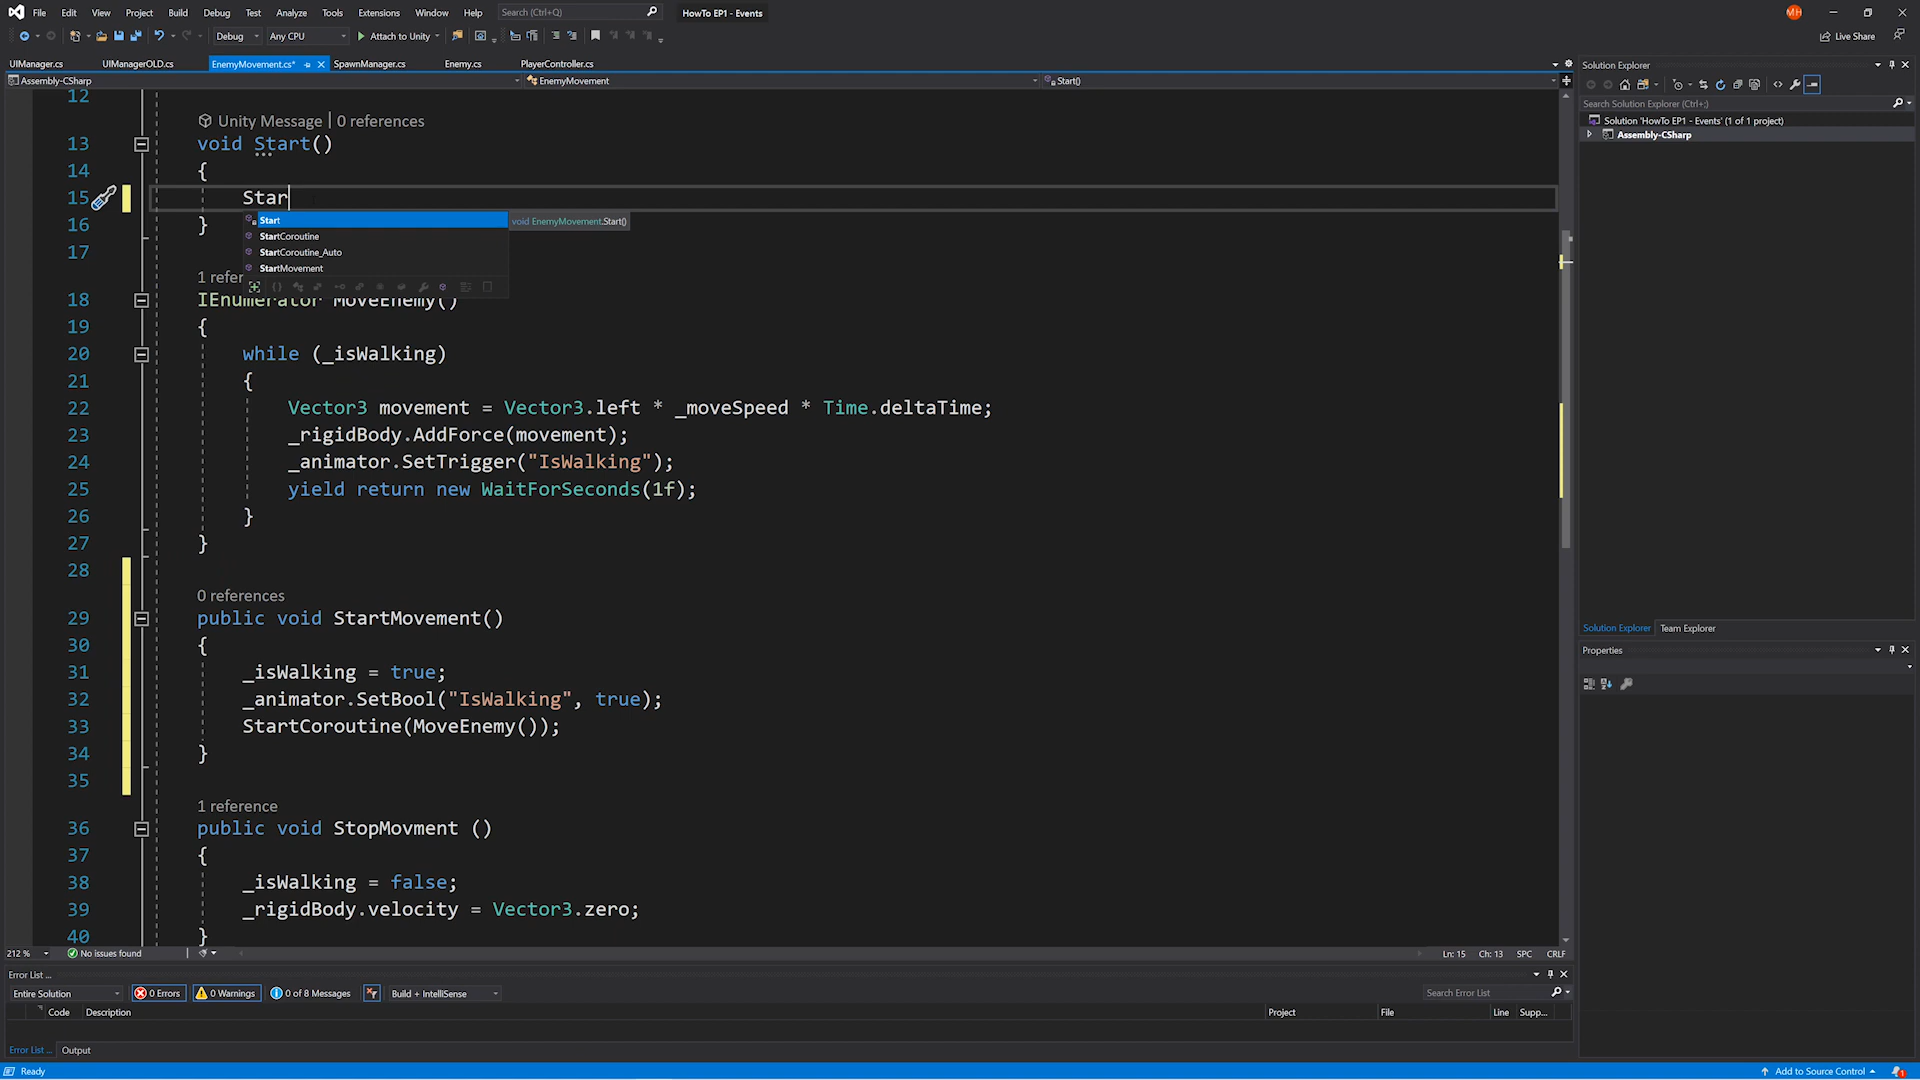 File Edit View Project Build Debug Test Analyze Tools Extensions Window Help Search (Ctrl+Q) HowTo EP1 - Events MH
Debug Any CPU Attach to Unity Live Share
UIManager.cs UIManagerOLD.cs EnemyMovement.cs* SpawnManager.cs Enemy.cs PlayerController.cs
Assembly-CSharp EnemyMovement Start()
12
Unity Message | 0 references
13 void Start()
14 {
15 Star
Start void EnemyMovement.Start()
StartCoroutine
StartCoroutine_Auto
StartMovement
16 }
17
1 refer
18 IEnumerator MoveEnemy()
19 {
20 while (_isWalking)
21 {
22 Vector3 movement = Vector3.left * _moveSpeed * Time.deltaTime;
23 _rigidBody.AddForce(movement);
24 _animator.SetTrigger("IsWalking");
25 yield return new WaitForSeconds(1f);
26 }
27 }
28
0 references
29 public void StartMovement()
30 {
31 _isWalking = true;
32 _animator.SetBool("IsWalking", true);
33 StartCoroutine(MoveEnemy());
34 }
35
1 reference
36 public void StopMovment ()
37 {
38 _isWalking = false;
39 _rigidBody.velocity = Vector3.zero;
40 }
212 % No issues found Ln: 15 Ch: 13 SPC CRLF
Error List ...
Entire Solution 0 Errors 0 Warnings 0 of 8 Messages Build + IntelliSense Search Error List
Code Description Project File Line Supp...
Error List ... Output
Ready Add to Source Control 1
Solution Explorer
Search Solution Explorer (Ctrl+;)
Solution 'HowTo EP1 - Events' (1 of 1 project)
Assembly-CSharp
Solution Explorer Team Explorer
Properties